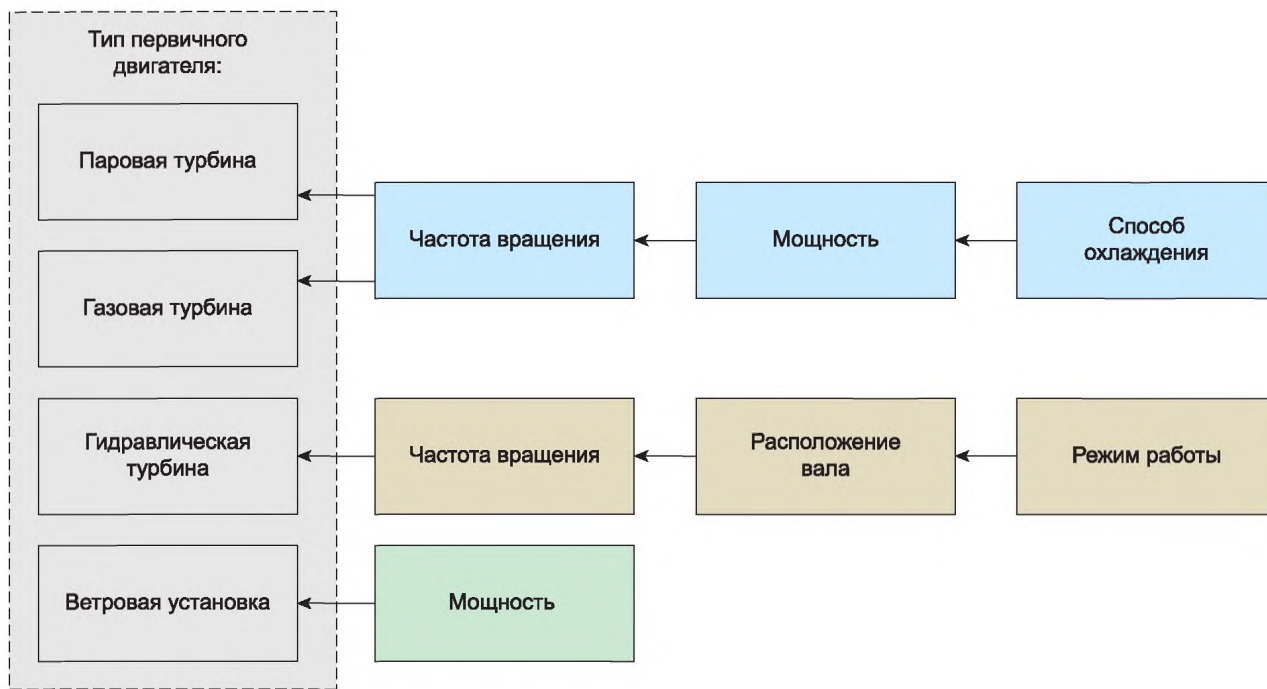 Тип первичного
двигателя:
Паровая турбина
Газовая турбина
Частота вращения
Мощность
Способ
охлаждения
Гидравлическая
турбина
Частота вращения
Расположение
вала
Режим работы
Ветровая установка
Мощность